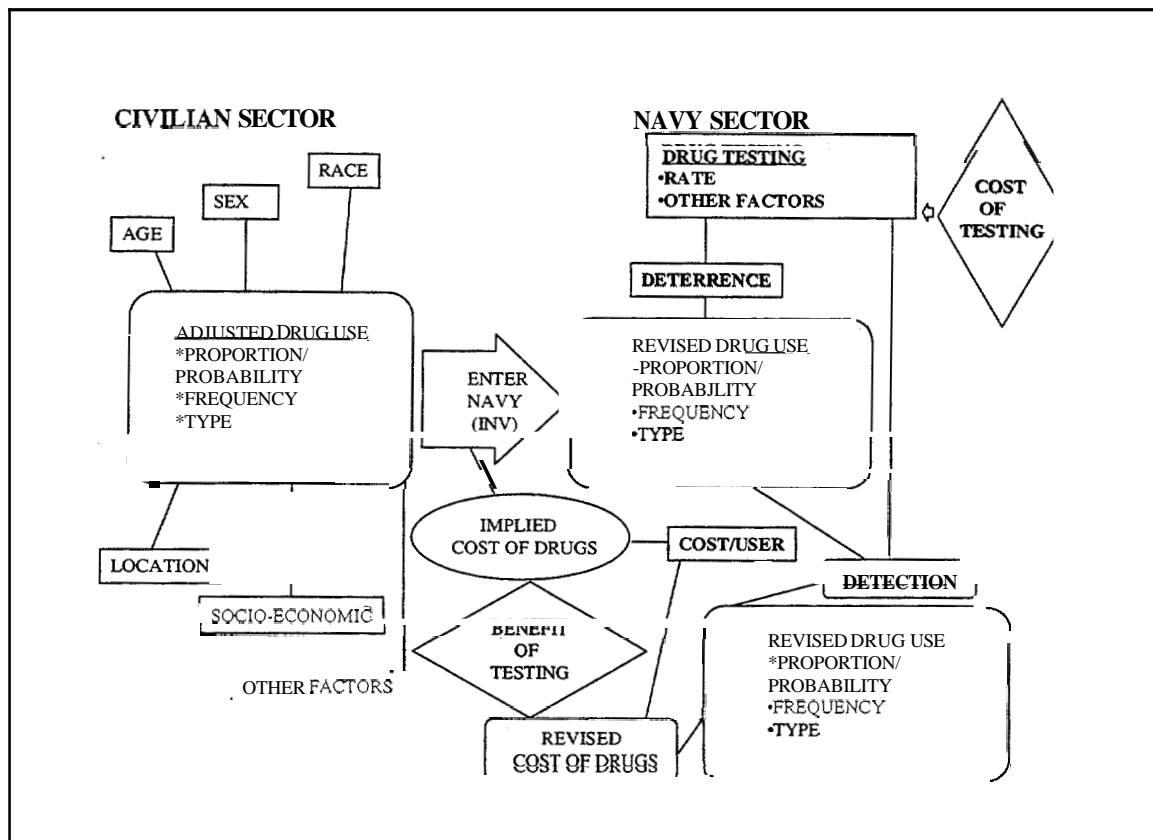 CIVILIAN SECTOR
RACE
SEX
AGE
ADJUSTED DRUG USE
*PROPORTION/
PROBABILITY
*FREQUENCY
*TYPE
LOCATION
SOCIO-ECONOMIC
OTHER FACTORS
ENTER
NAVY
(INV)
IMPLIED
COST OF DRUGS
BENEFIT
OF
TESTING
REVISED
COST OF DRUGS
COST/USER
NAVY SECTOR
DRUG TESTING
•RATE
•OTHER FACTORS
COST
OF
TESTING
DETERRENCE
REVISED DRUG USE
-PROPORTION/
PROBABJLITY
•FREQUENCY
•TYPE
DETECTION
REVISED DRUG USE
*PROPORTION/
PROBABILITY
•FREQUENCY
•TYPE